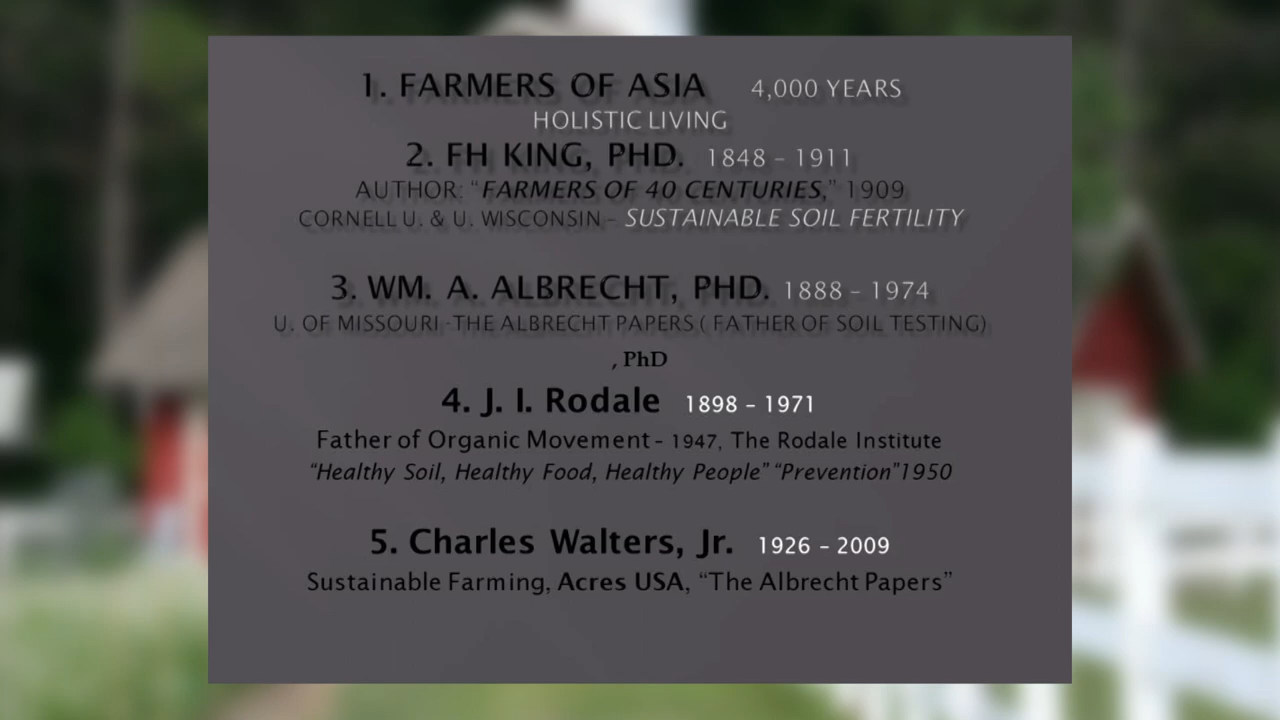 1. FARMERS OF ASIA 4,000 YEARS
HOLISTIC LIVING
2. FH KING, PHD. 1848 – 1911
AUTHOR: “FARMERS OF 40 CENTURIES,” 1909
CORNELL U. & U. WISCONSIN – SUSTAINABLE SOIL FERTILITY
3. WM. A. ALBRECHT, PHD. 1888 – 1974
U. OF MISSOURI -THE ALBRECHT PAPERS ( FATHER OF SOIL TESTING)
, PhD
4. J. I. Rodale 1898 – 1971
Father of Organic Movement – 1947, The Rodale Institute
“Healthy Soil, Healthy Food, Healthy People” “Prevention”1950
5. Charles Walters, Jr. 1926 – 2009
Sustainable Farming, Acres USA, “The Albrecht Papers”